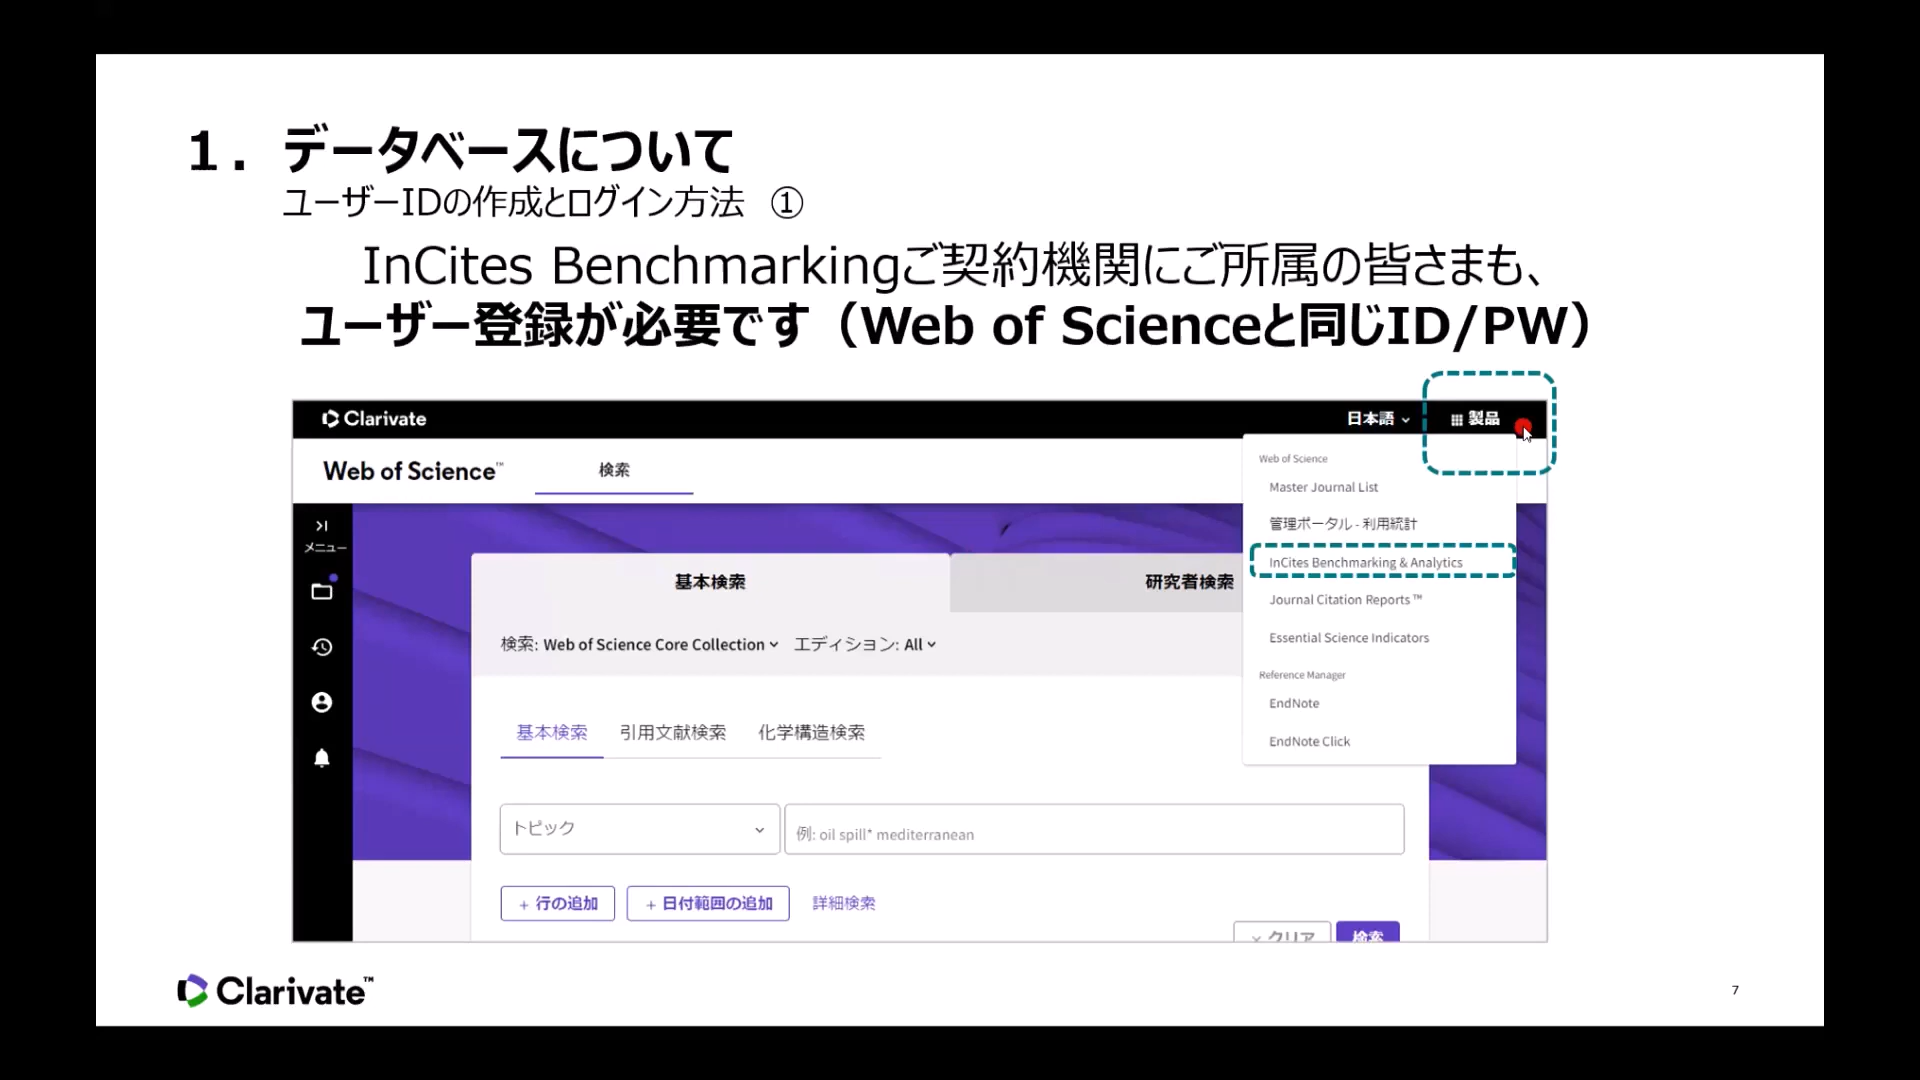 1. データベースについて
ユーザーIDの作成とログイン方法 ①
InCites Benchmarkingご契約機関にご所属の皆さまも、
ユーザー登録が必要です（Web of Scienceと同じID/PW）
Clarivate
日本語
製品
Web of Science™
検索
Web of Science
Master Journal List
管理ポータル - 利用統計
InCites Benchmarking & Analytics
Journal Citation Reports ™
Essential Science Indicators
Reference Manager
EndNote
EndNote Click
メニュー
基本検索
研究者検索
検索: Web of Science Core Collection エディション: All
基本検索 引用文献検索 化学構造検索
トピック
例: oil spill* mediterranean
+ 行の追加
+ 日付範囲の追加
詳細検索
× クリア
検索
Clarivate™
7